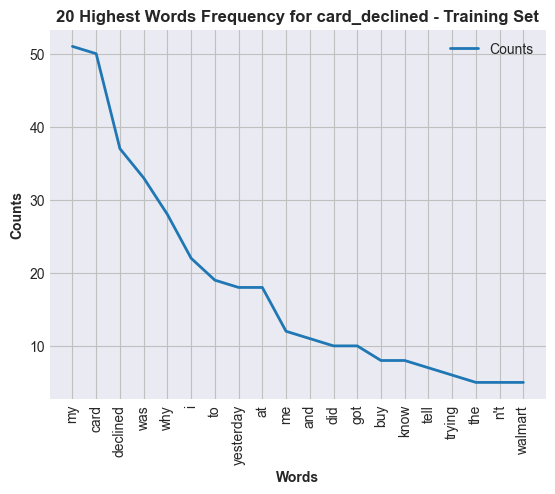 20 Highest Words Frequency for card_declined - Training Set
Counts
50
40
30
20
10
Counts
my
card
declined
was
why
i
to
yesterday
at
me
and
did
got
buy
know
tell
trying
the
n't
walmart
Words